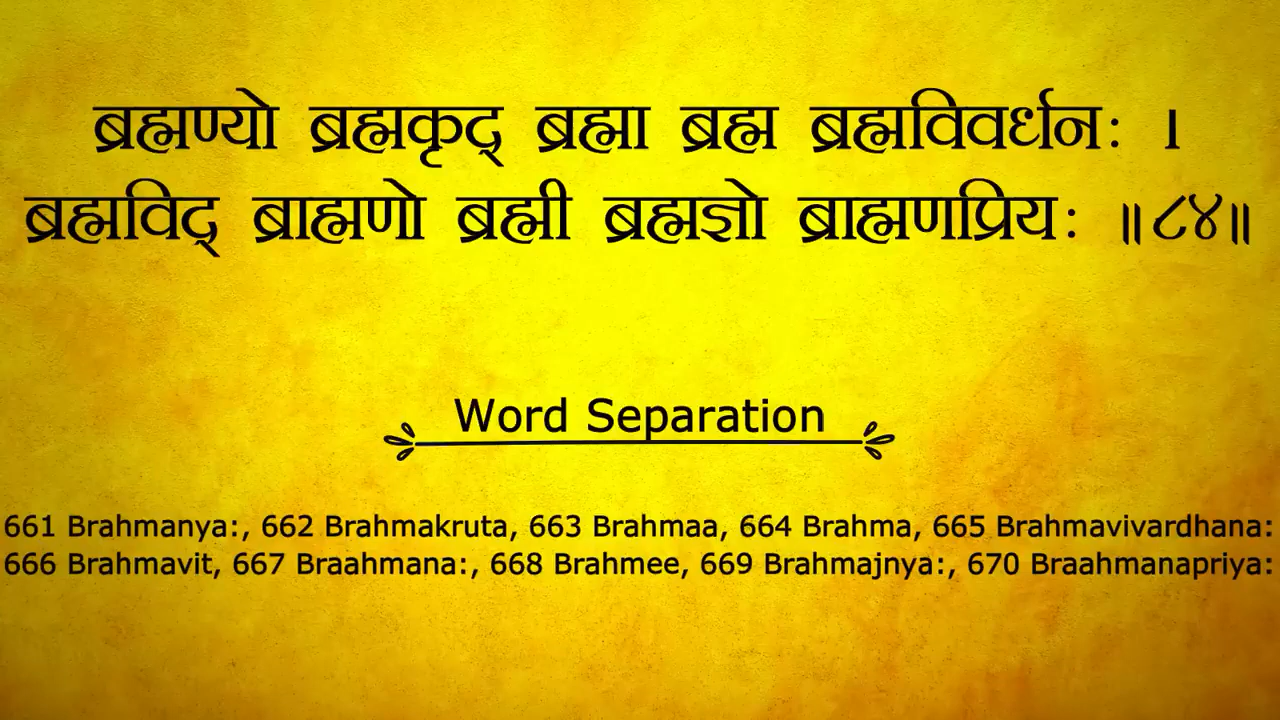 ब्रह्मण्यो ब्रह्मकृद् ब्रह्मा ब्रह्म ब्रह्मविवर्धनः ।
ब्रह्मविद् ब्राह्मणो ब्रह्मी ब्रह्मज्ञो ब्राह्मणप्रियः ॥८४॥
Word Separation
661 Brahmanya:, 662 Brahmakruta, 663 Brahmaa, 664 Brahma, 665 Brahmavivardhana:
666 Brahmavit, 667 Braahmana:, 668 Brahmee, 669 Brahmajnya:, 670 Braahmanapriya: